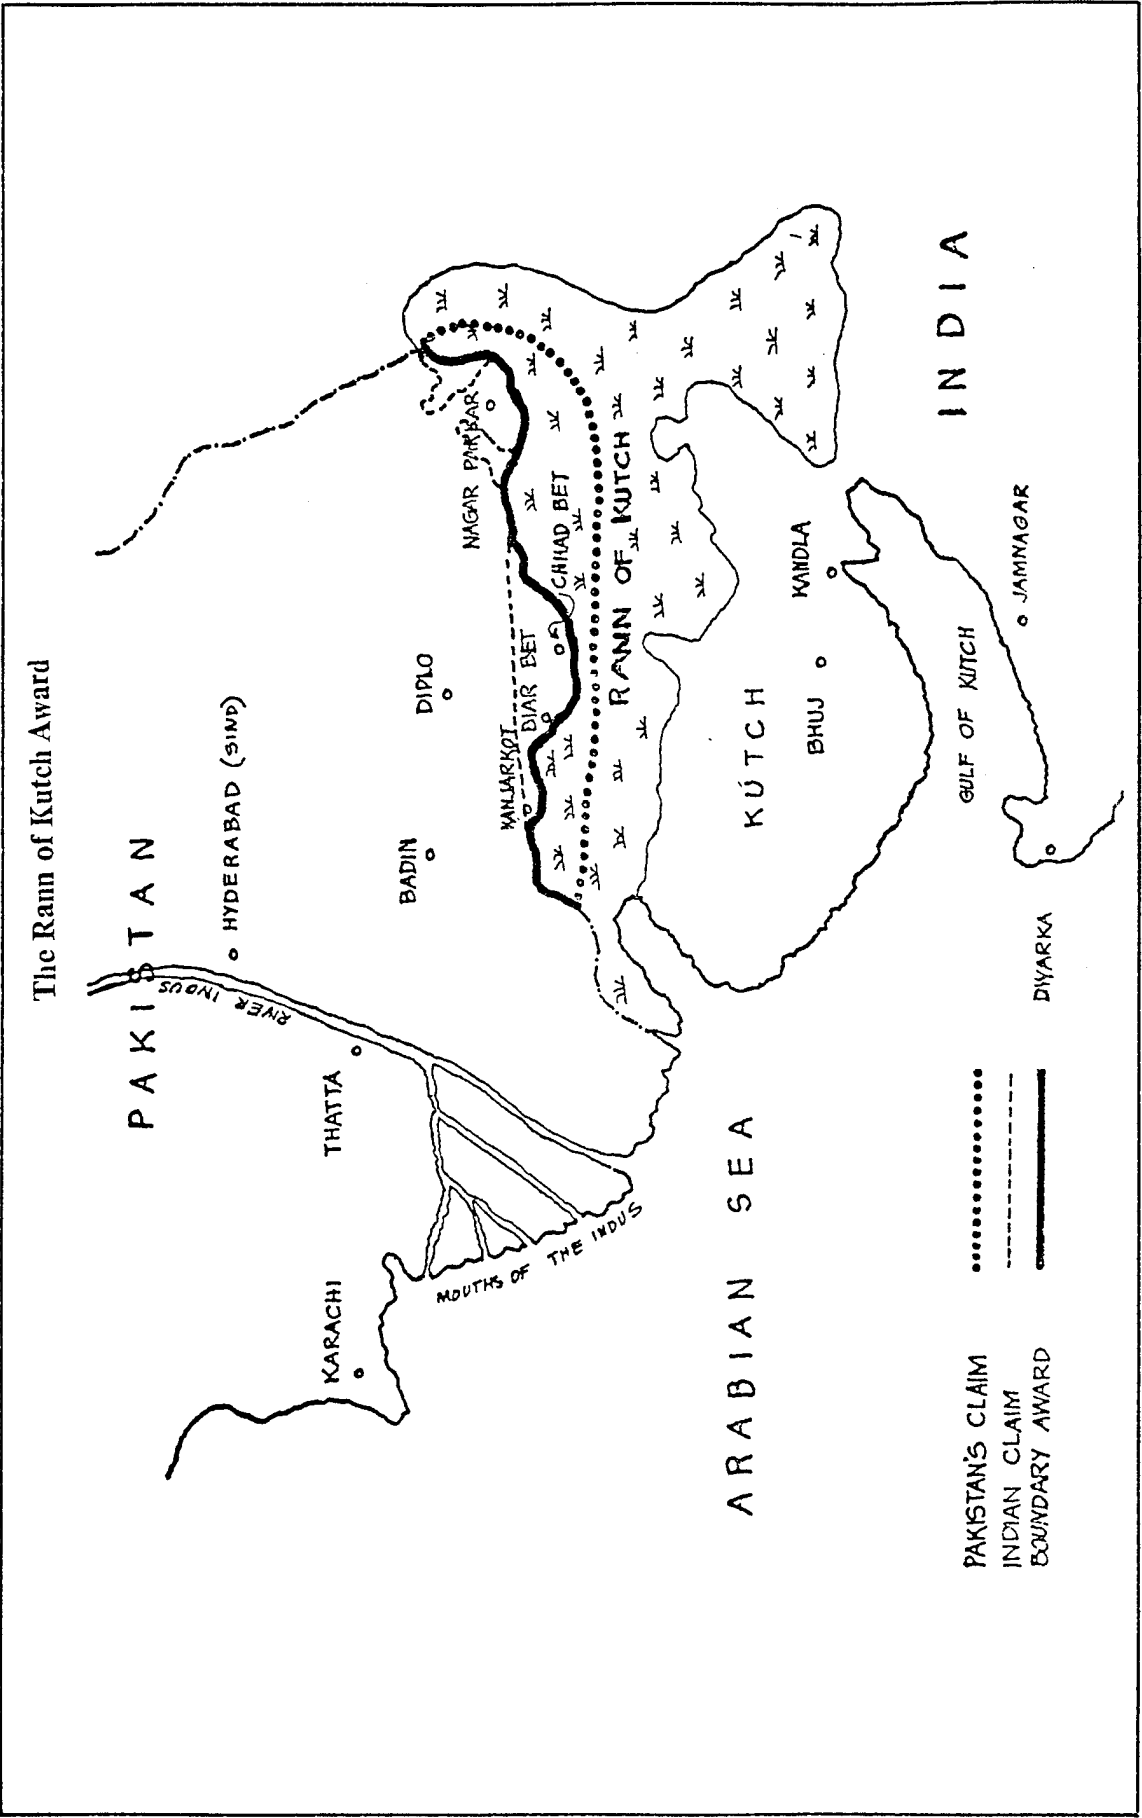 The Rann of Kutch Award
PAKISTAN
HYDERABAD (SIND)
RIVER INDUS
THATTA
KARACHI
BADIN
DIPLO
NAGAR PARKAR
KANJARKOT
BIAR BET
CHHAD BET
RANN OF KUTCH
MOUTHS OF THE INDUS
ARABIAN SEA
KUTCH
BHUJ
KANDLA
INDIA
GULF OF KUTCH
JAMNAGAR
DIYARKA
PAKISTAN'S CLAIM
INDIAN CLAIM
BOUNDARY AWARD